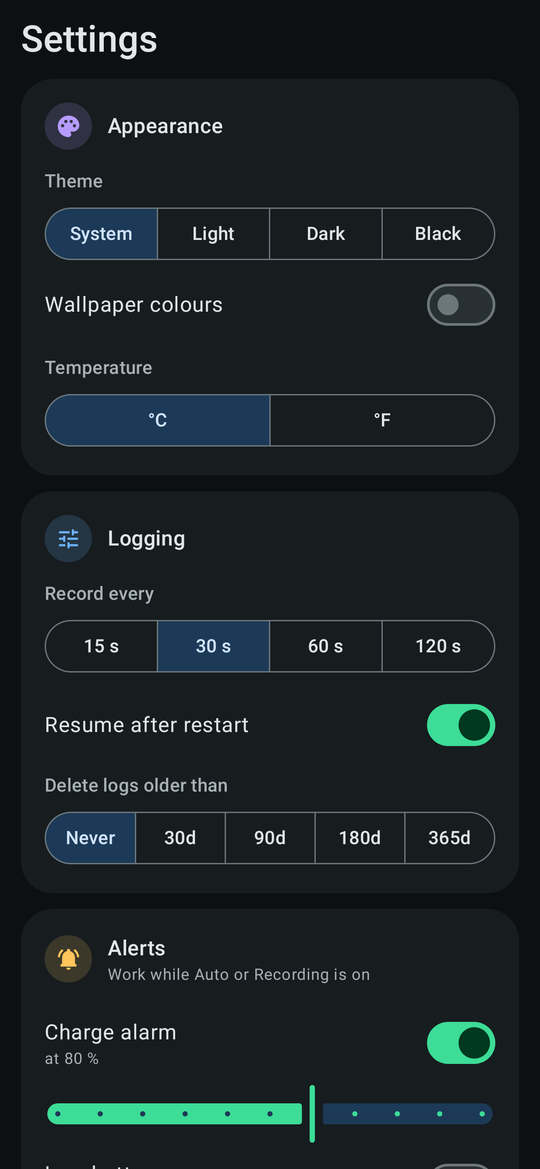 Settings
Appearance
Theme
System Light Dark Black
Wallpaper colours
Temperature
°C °F
Logging
Record every
15 s 30 s 60 s 120 s
Resume after restart
Delete logs older than
Never 30d 90d 180d 365d
Alerts
Work while Auto or Recording is on
Charge alarm
at 80 %